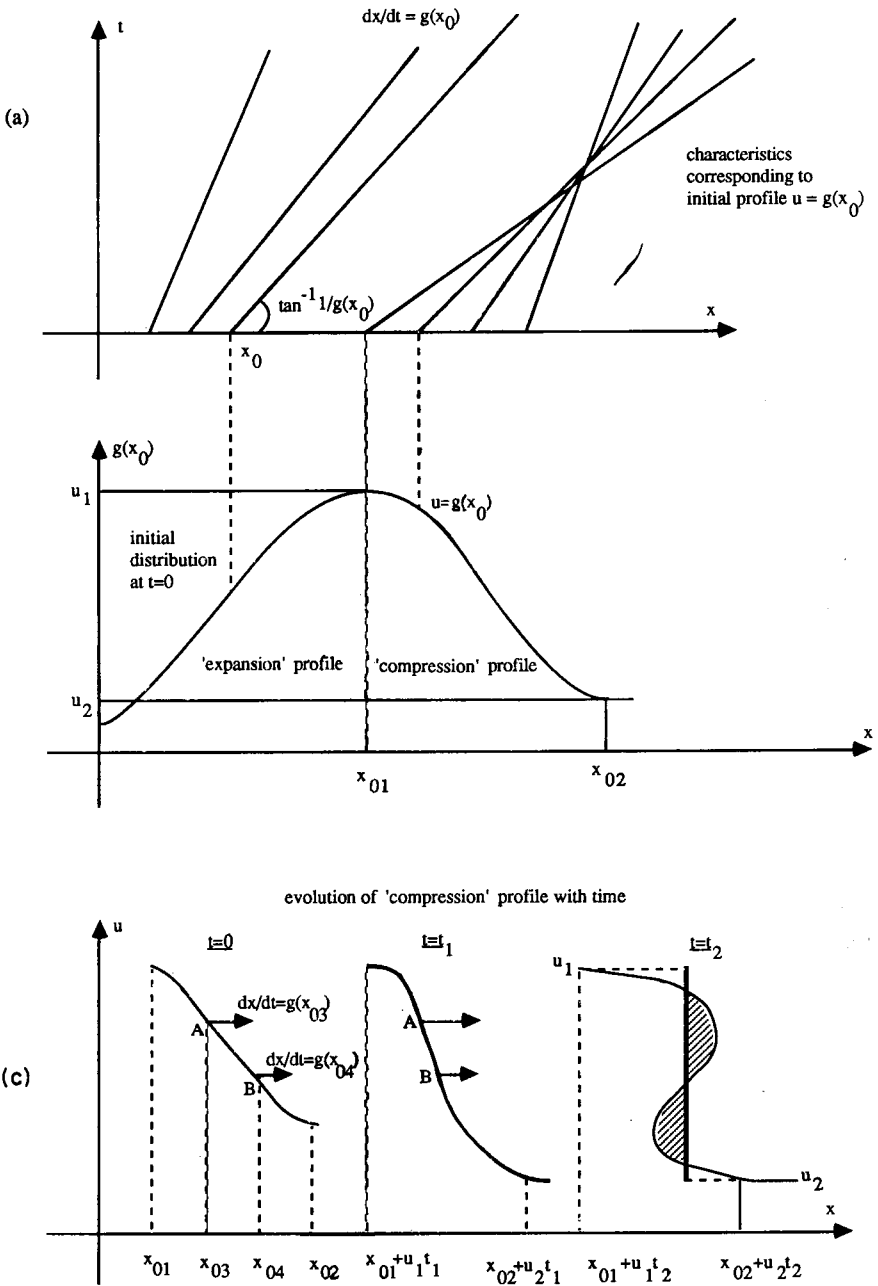 t
dx/dt = g(x₀)
(a)
characteristics
corresponding to
initial profile u = g(x₀)
tan⁻¹ 1/g(x₀)
x
x₀
g(x₀)
u₁
u=g(x₀)
initial
distribution
at t=0
'expansion' profile
'compression' profile
u₂
x
x₀₁
x₀₂
evolution of 'compression' profile with time
u
t=0
t=t₁
t=t₂
u₁
dx/dt=g(x₀₃)
A
A
dx/dt=g(x₀₄)
B
B
(c)
u₂
x
x₀₁ x₀₃ x₀₄ x₀₂ x₀₁+u₁t₁ x₀₂+u₂t₁ x₀₁+u₁t₂ x₀₂+u₂t₂